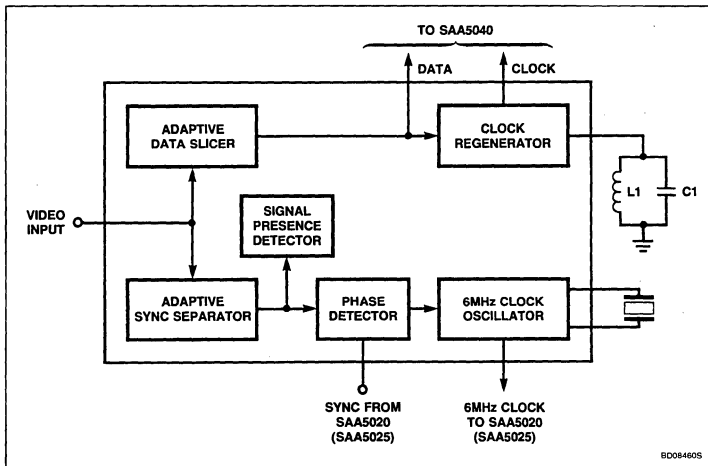 TO SAA5040
DATA
CLOCK
ADAPTIVE
DATA SLICER
CLOCK
REGENERATOR
L1
C1
VIDEO
INPUT
SIGNAL
PRESENCE
DETECTOR
ADAPTIVE
SYNC SEPARATOR
PHASE
DETECTOR
6MHz CLOCK
OSCILLATOR
SYNC FROM
SAA5020
(SAA5025)
6MHz CLOCK
TO SAA5020
(SAA5025)
BD08460S